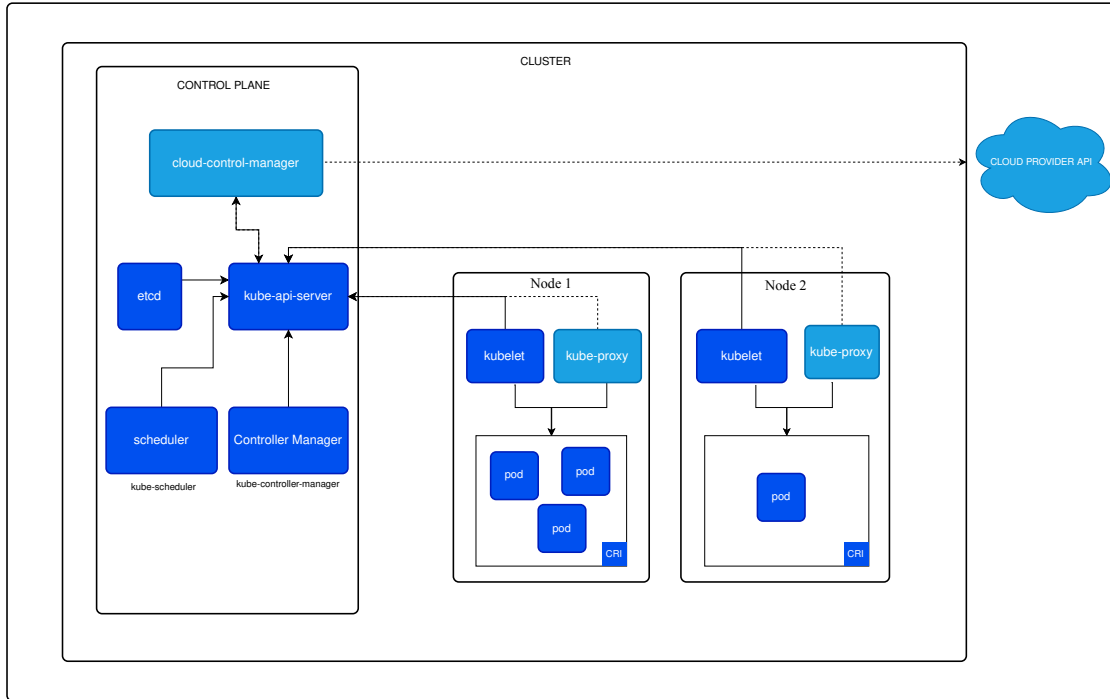 CLUSTER
CONTROL PLANE
cloud-control-manager
CLOUD PROVIDER API
etcd
kube-api-server
Node 1
Node 2
kubelet
kube-proxy
kubelet
kube-proxy
scheduler
Controller Manager
kube-scheduler
kube-controller-manager
pod
pod
pod
CRI
pod
CRI